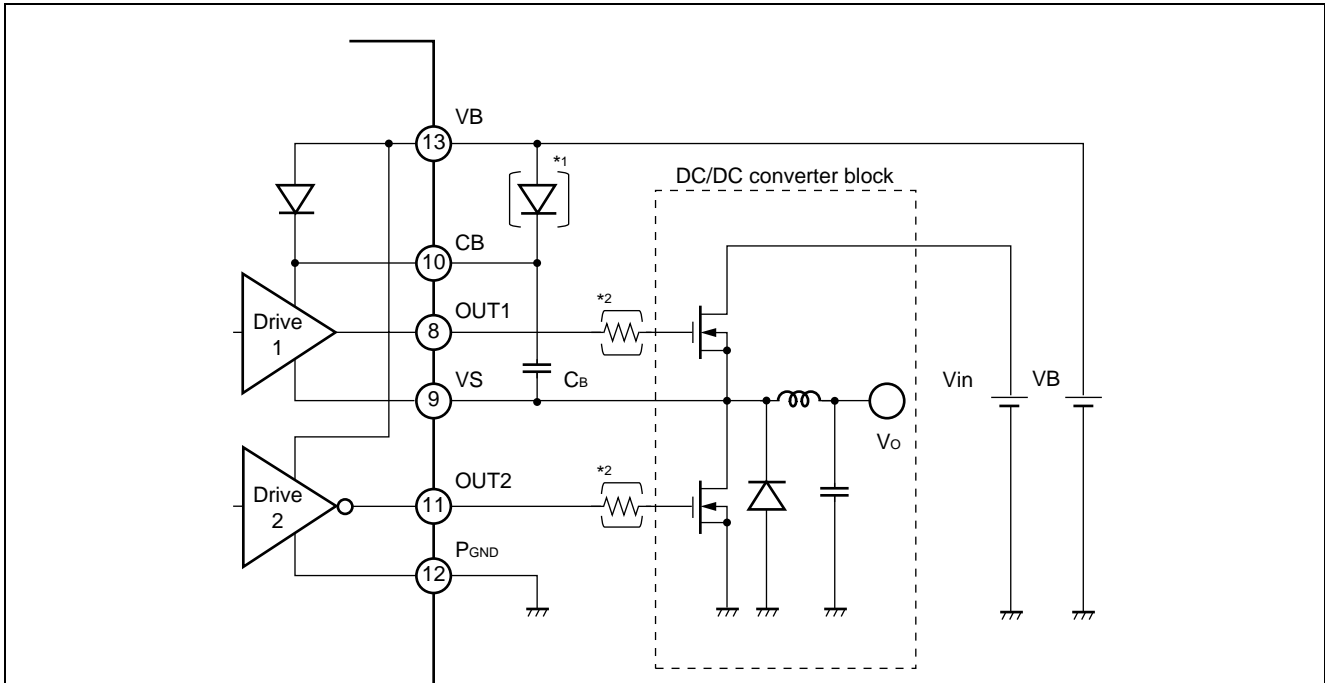 VB
13
*1
DC/DC converter block
CB
10
OUT1
*2
Drive
1
8
VS
CB
Vin
VB
9
VO
OUT2
*2
Drive
2
11
PGND
12